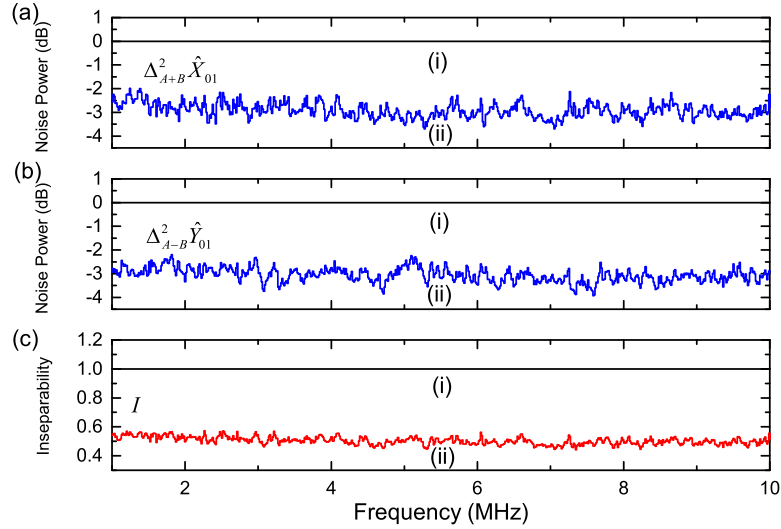 (a)
Noise Power (dB)
1
0
-1
-2
-3
-4
Δ²_{A+B} X̂₀₁
(i)
(ii)
(b)
Noise Power (dB)
1
0
-1
-2
-3
-4
Δ²_{A−B} Ŷ₀₁
(i)
(ii)
(c)
Inseparability
1.2
1.0
0.8
0.6
0.4
I
(i)
(ii)
2 4 6 8 10
Frequency (MHz)